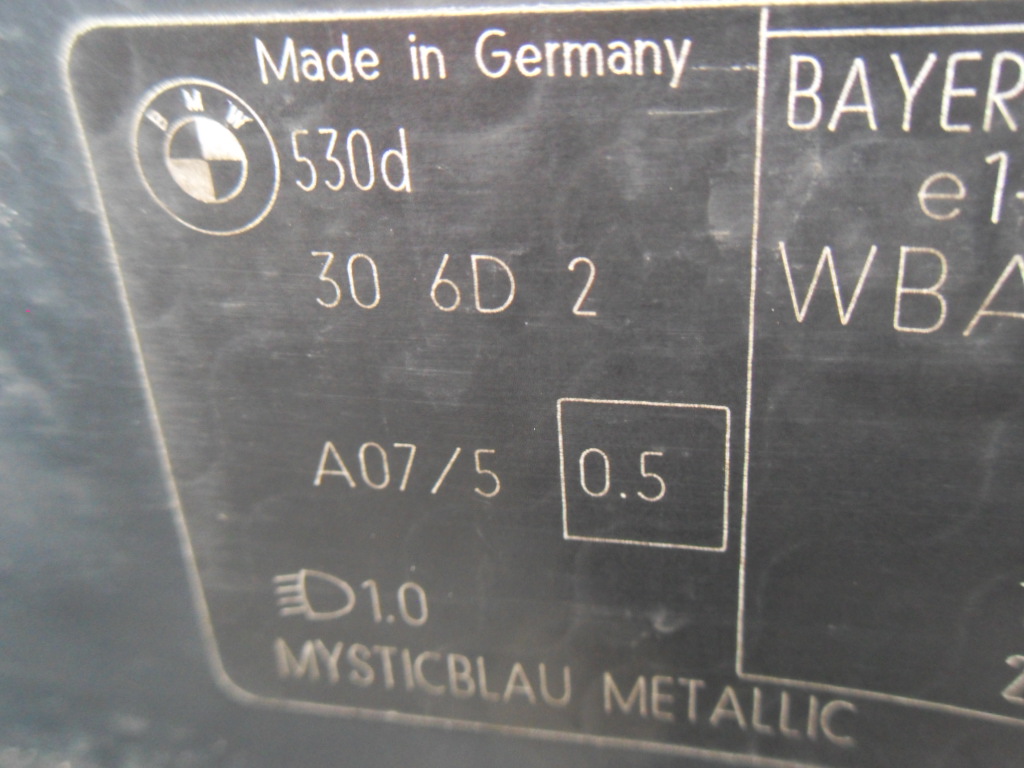 Made in Germany
BMW
530d
30 6D 2
A07/5 0.5
1.0
MYSTICBLAU METALLIC
BAYER
e1-
WBA
2